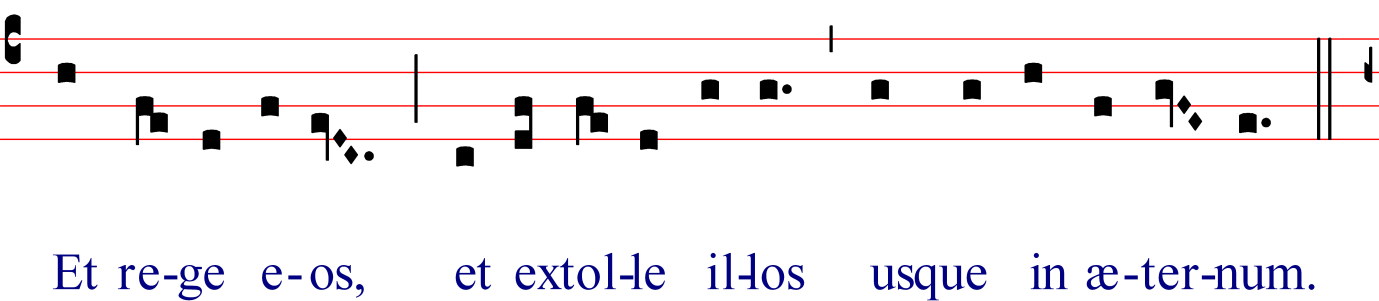 Et re-ge e-os, et extol-le il-los usque in æ-ter-num.